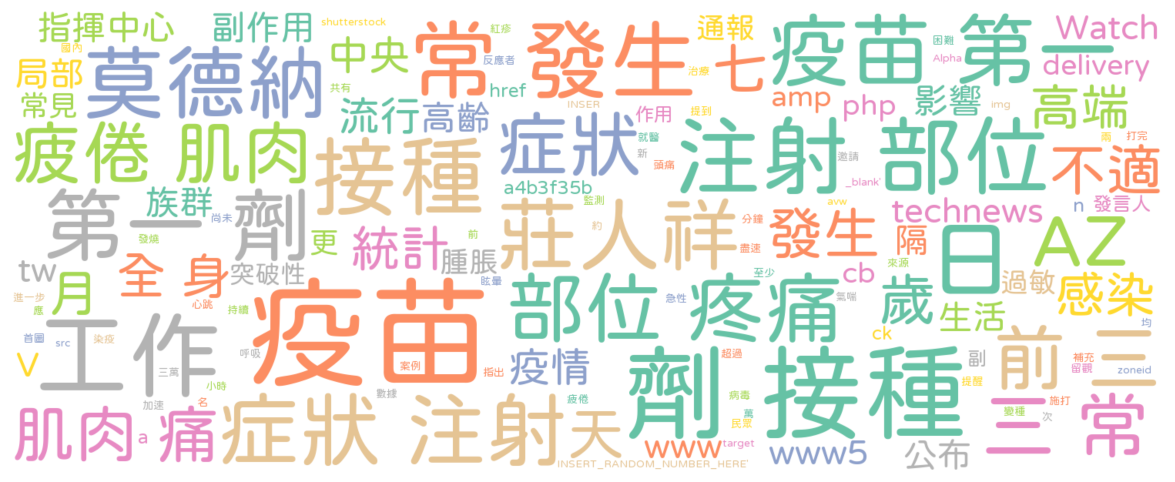 指揮中心 副作用 shutterstock 紅疹 通報 疫苗 第一 Watch
國內 中央 常 發生 七 困難 delivery
局部 莫德納 反應者 治療 Alpha
常見 共有 href INSER amp php 影響 img 高端
流行 高齡 作用 提到
疲倦 肌肉 接種 症狀 就醫 注射 部位 兩 打完
新 頭痛 邀請 不適
a4b3f35b _blank'
第一 劑 族群 尚未 監測 avw technews n 發言人
莊人祥 約 分鐘 發生 隔 日 AZ
發燒 更 統計 前 盡速
tw 月 全 身 突破性 腫脹 眩暈 至少 cb 來源 過敏 感染
進一步 應 心跳 持續 部位 疼痛 急性 氣喘 歲 生活
工作 疫苗 ck 均
V 首圖 src 染疫 呼吸 案例 指出 疫情 超過 劑 接種 副 前 三 補充 留觀 zoneid
三萬 小時 數據 疲倦 病毒 提醒
加速 名 萬 變種 施打
肌肉 a 痛 症狀 注射 天 民眾 三 次 常
www target www5 公布
INSERT_RANDOM_NUMBER_HERE'